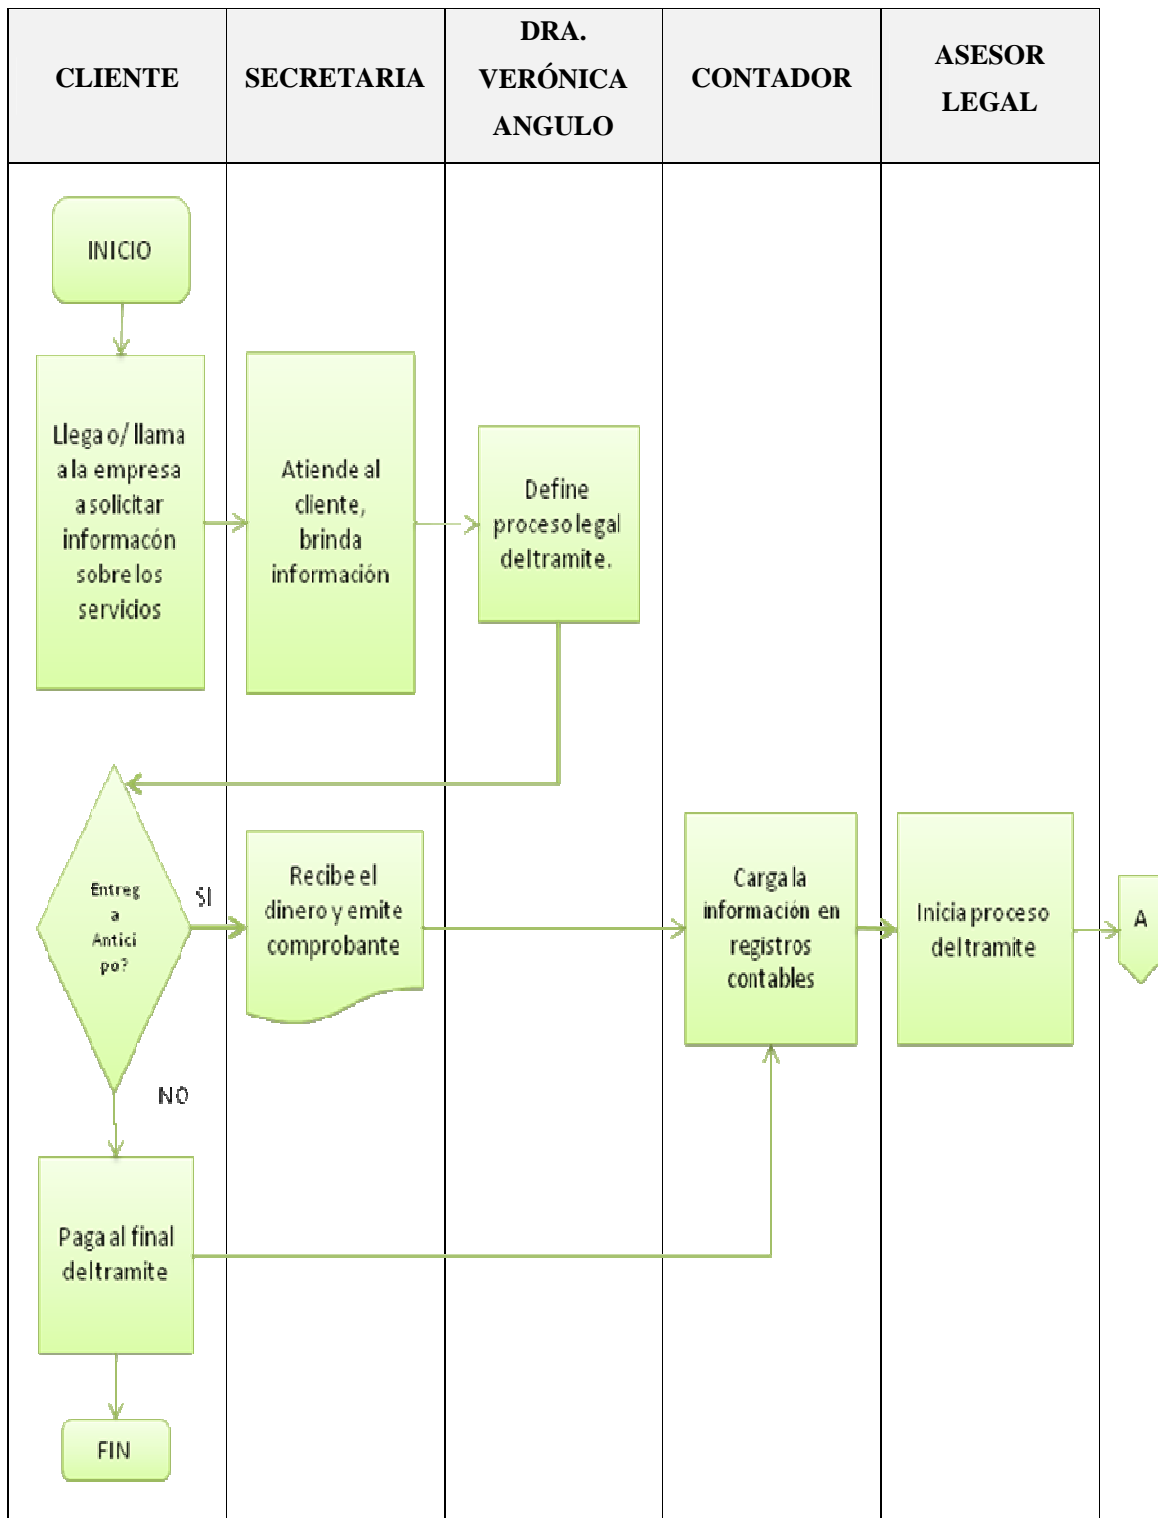 CLIENTE
SECRETARIA
DRA.
VERÓNICA
ANGULO
CONTADOR
ASESOR
LEGAL
INICIO
Llega o/ llama
a la empresa
a solicitar
informacón
sobre los
servicios
Atiende al
cliente,
brinda
información
Define
proceso legal
del tramite.
Entreg
a
Antici
po?
SI
NO
Recibe el
dinero y emite
comprobante
Carga la
información en
registros
contables
Inicia proceso
del tramite
A
Paga al final
del tramite
FIN